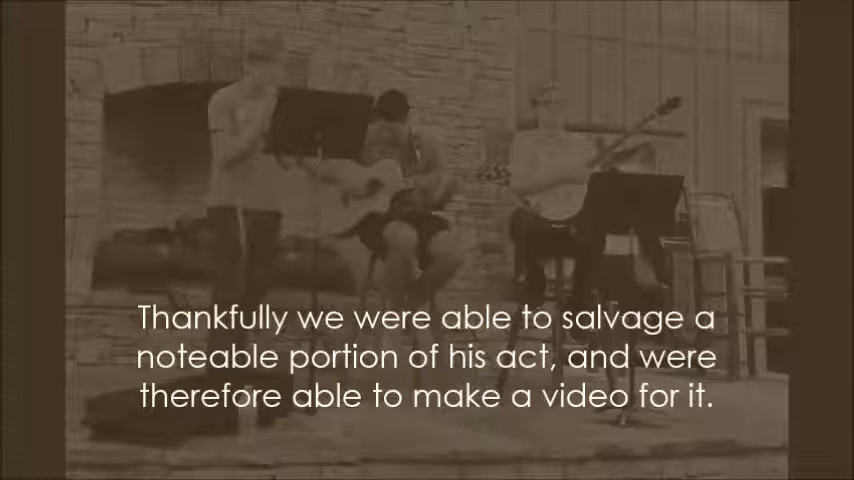 Thankfully we were able to salvage a
noteable portion of his act, and were
therefore able to make a video for it.